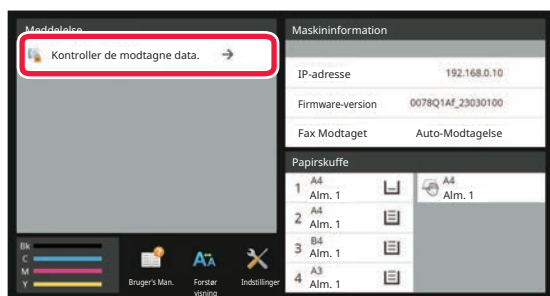 Meddelelse
Kontroller de modtagne data.
Maskininformation
IP-adresse 192.168.0.10
Firmware-version 0078Q1Af_23030100
Fax Modtaget Auto-Modtagelse
Papirskuffe
1 A4
Alm. 1
A4
Alm. 1
2 A4
Alm. 1
3 B4
Alm. 1
4 A3
Alm. 1
Bk
C
M
Y
Bruger's Man.
Forstør
visning
Indstillinger